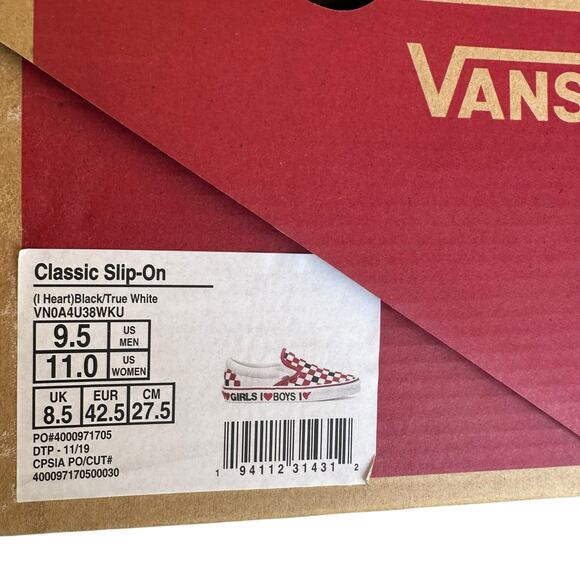 VANS
Classic Slip-On
(I Heart)Black/True White
VN0A4U38WKU
9.5 US MEN
11.0 US WOMEN
UK EUR CM
8.5 42.5 27.5
GIRLS I♥BOYS I♥
PO#4000971705
DTP - 11/19
CPSIA PO/CUT#
400097170500030
1 94112 31431 2